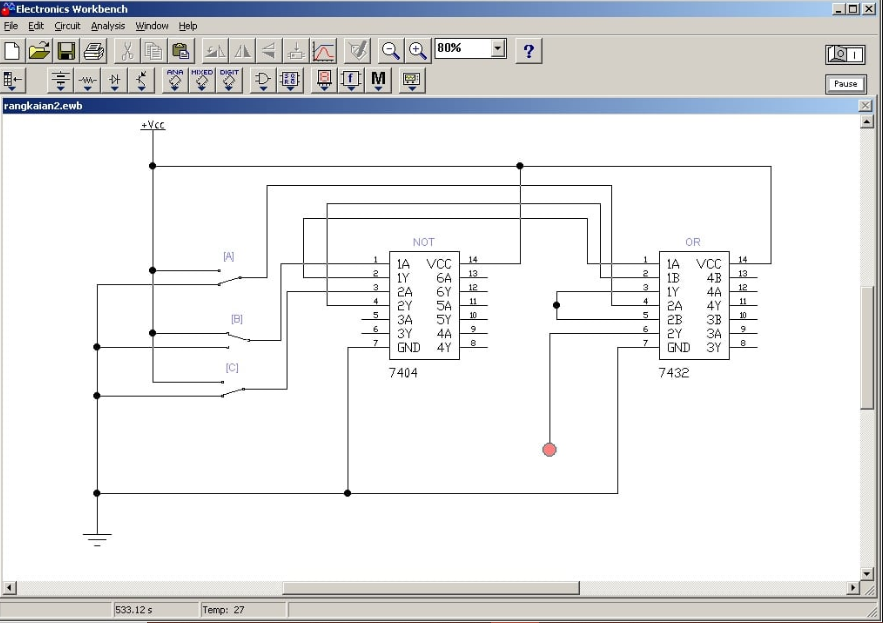 Electronics Workbench
File Edit Circuit Analysis Window Help
80%
?
ANA MIXED DIGIT
f M
Pause
rangkaian2.ewb
+Vcc
[A]
[B]
[C]
NOT
1 1A VCC 14
2 1Y 6A 13
3 2A 6Y 12
4 2Y 5A 11
5 3A 5Y 10
6 3Y 4A 9
7 GND 4Y 8
7404
OR
1 1A VCC 14
2 1B 4B 13
3 1Y 4A 12
4 2A 4Y 11
5 2B 3B 10
6 2Y 3A 9
7 GND 3Y 8
7432
533.12 s Temp: 27